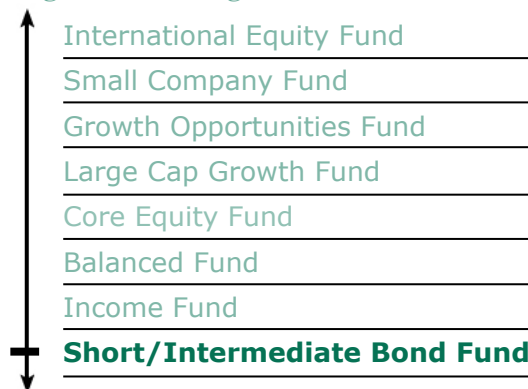 International Equity Fund
Small Company Fund
Growth Opportunities Fund
Large Cap Growth Fund
Core Equity Fund
Balanced Fund
Income Fund
Short/Intermediate Bond Fund